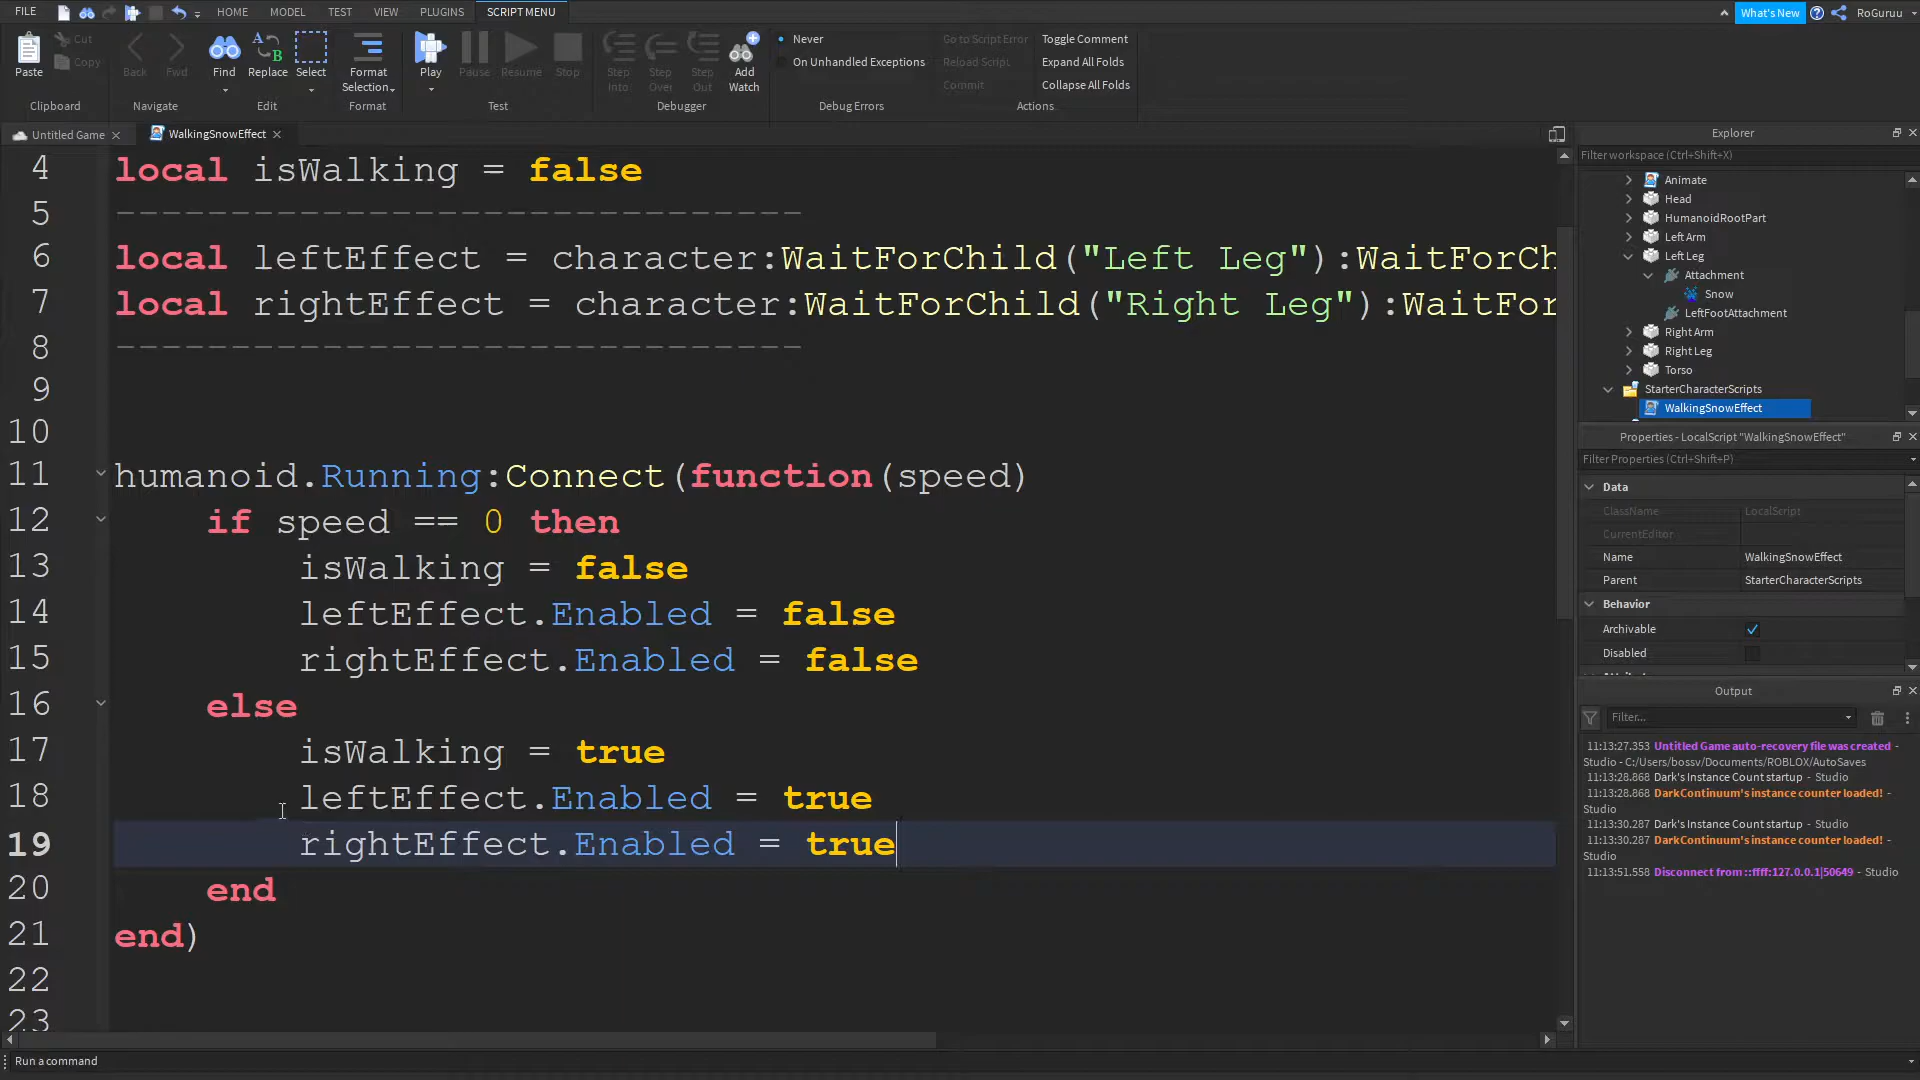 FILE HOME MODEL TEST VIEW PLUGINS SCRIPT MENU What's New RoGuruu
Paste Cut Copy Back Fwd Find Replace Select Format Selection Play Pause Resume Stop Step Into Step Over Step Out Add Watch Never On Unhandled Exceptions Go to Script Error Reload Script Commit Toggle Comment Expand All Folds Collapse All Folds
Clipboard Navigate Edit Format Test Debugger Debug Errors Actions
Untitled Game WalkingSnowEffect
4 local isWalking = false
5 ------------------------------
6 local leftEffect = character:WaitForChild("Left Leg"):WaitForCh
7 local rightEffect = character:WaitForChild("Right Leg"):WaitFor
8 ------------------------------
9
10
11 humanoid.Running:Connect(function(speed)
12 if speed == 0 then
13 isWalking = false
14 leftEffect.Enabled = false
15 rightEffect.Enabled = false
16 else
17 isWalking = true
18 leftEffect.Enabled = true
19 rightEffect.Enabled = true
20 end
21 end)
22
23
Explorer
Filter workspace (Ctrl+Shift+X)
Animate
Head
HumanoidRootPart
Left Arm
Left Leg
Attachment
Snow
LeftFootAttachment
Right Arm
Right Leg
Torso
StarterCharacterScripts
WalkingSnowEffect
Properties - LocalScript "WalkingSnowEffect"
Filter Properties (Ctrl+Shift+P)
Data
ClassName LocalScript
CurrentEditor
Name WalkingSnowEffect
Parent StarterCharacterScripts
Behavior
Archivable
Disabled
Output
Filter...
11:13:27.353 Untitled Game auto-recovery file was created -
Studio - C:/Users/bossv/Documents/ROBLOX/AutoSaves
11:13:28.868 Dark's Instance Count startup - Studio
11:13:28.868 DarkContinuum's instance counter loaded! -
Studio
11:13:30.287 Dark's Instance Count startup - Studio
11:13:30.287 DarkContinuum's instance counter loaded! -
Studio
11:13:51.558 Disconnect from ::ffff:127.0.0.1|50649 - Studio
Run a command